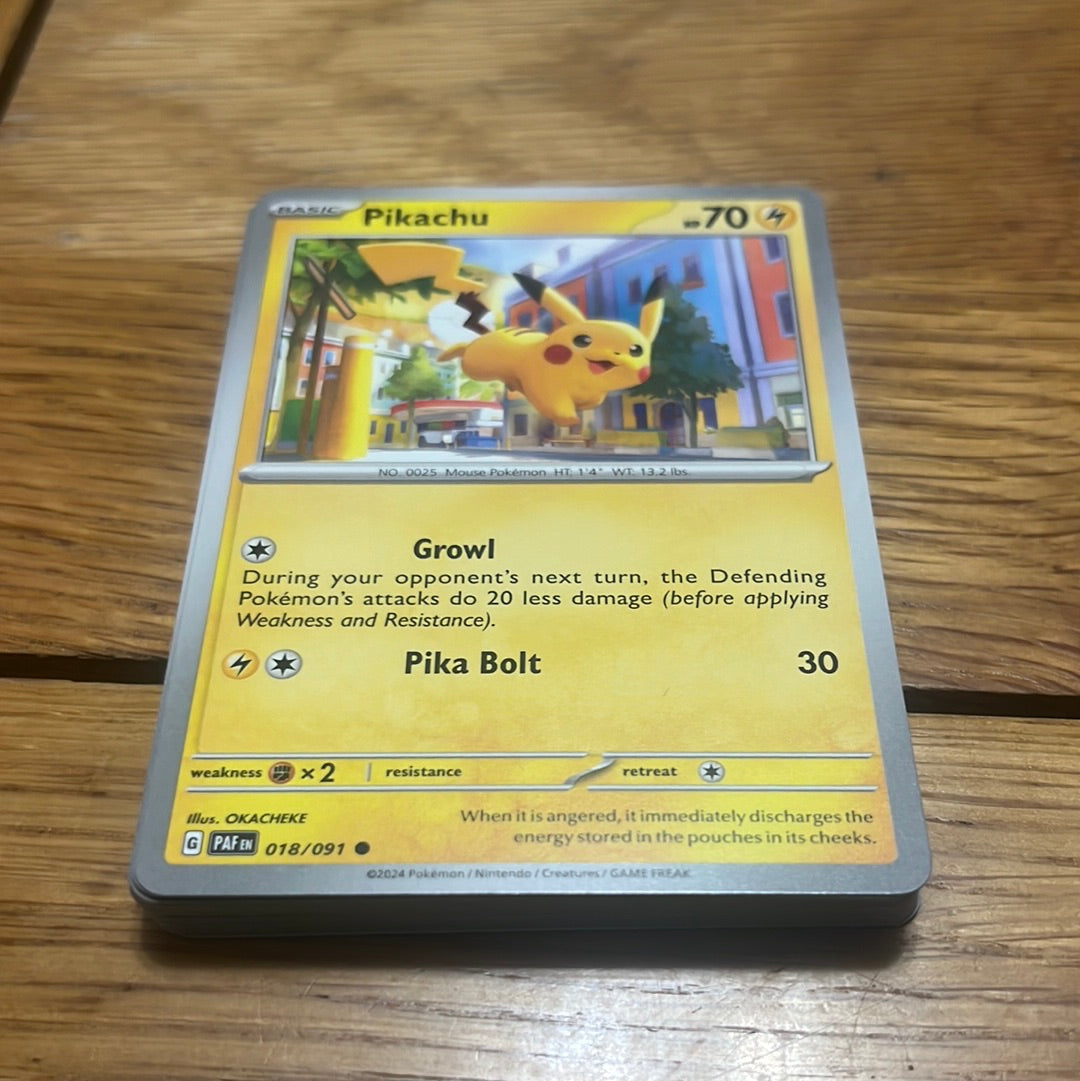 BASIC Pikachu HP 70
NO. 0025 Mouse Pokémon HT: 1'4" WT: 13.2 lbs.
Growl
During your opponent's next turn, the Defending
Pokémon's attacks do 20 less damage (before applying
Weakness and Resistance).
Pika Bolt 30
weakness ×2 resistance retreat
Illus. OKACHEKE
When it is angered, it immediately discharges the
energy stored in the pouches in its cheeks.
G PAF EN 018/091
©2024 Pokémon / Nintendo / Creatures / GAME FREAK